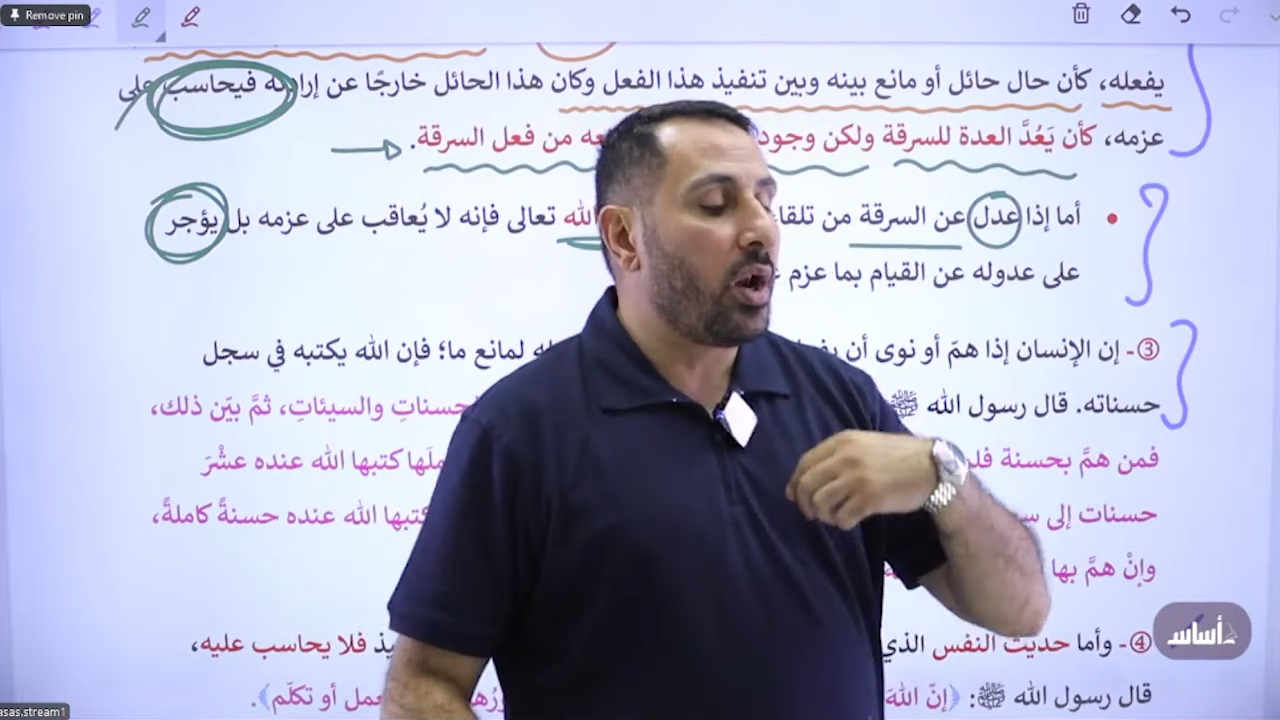 Remove pin
يفعله، كأن حال حائل أو مانع بينه وبين تنفيذ هذا الفعل وكان هذا الحائل خارجًا عن إرادته فيحاسب على
عزمه، كأن يَعُدَّ العدة للسرقة ولكن وجود من فعل السرقة.
أما إذا عدل عن السرقة من تلقاء الله تعالى فإنه لا يُعاقب على عزمه بل يؤجر
على عدوله عن القيام بما عزم
③- إن الإنسان إذا همّ أو نوى أن لمانع ما؛ فإن الله يكتبه في سجل
حسناته. قال رسول الله ﷺ الحسناتِ والسيئاتِ، ثمَّ بيّن ذلك،
فمن همَّ بحسنة كتبها الله عنده عشْرَ
حسنات إلى كتبها الله عنده حسنةً كاملةً،
وإنْ همَّ بها
④- وأما حديث النفس الذي فلا يحاسب عليه،
قال رسول الله ﷺ: ﴿إنّ اللهَ أو تكلّم﴾.
أساس
asas.stream1